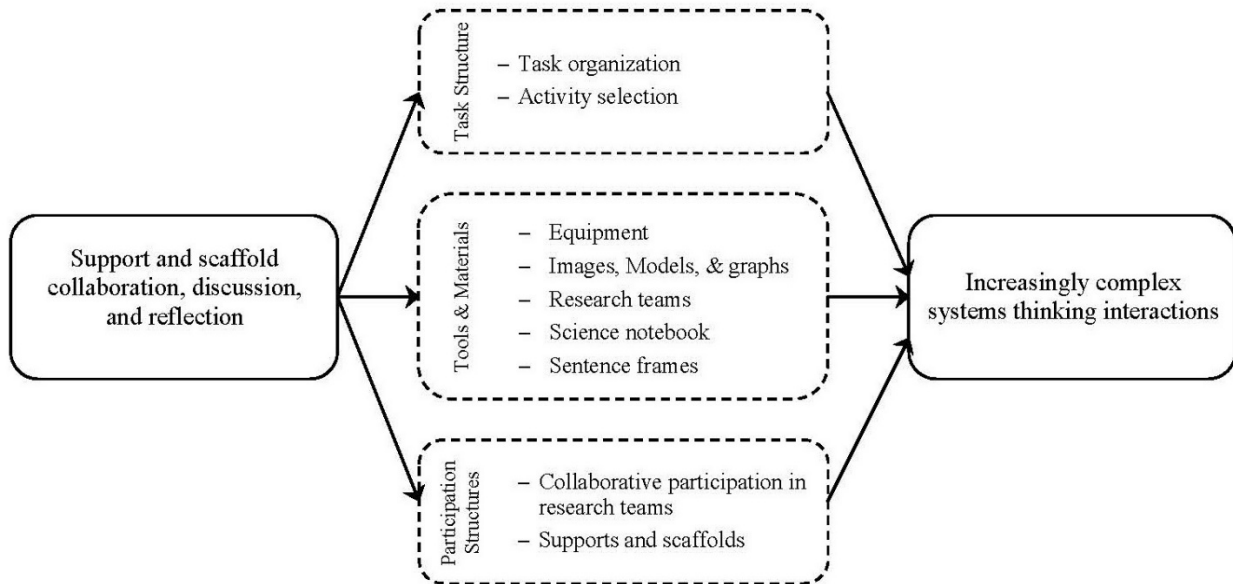 Support and scaffold
collaboration, discussion,
and reflection
Task Structure
– Task organization
– Activity selection
Tools & Materials
– Equipment
– Images, Models, & graphs
– Research teams
– Science notebook
– Sentence frames
Participation
Structures
– Collaborative participation in
research teams
– Supports and scaffolds
Increasingly complex
systems thinking interactions